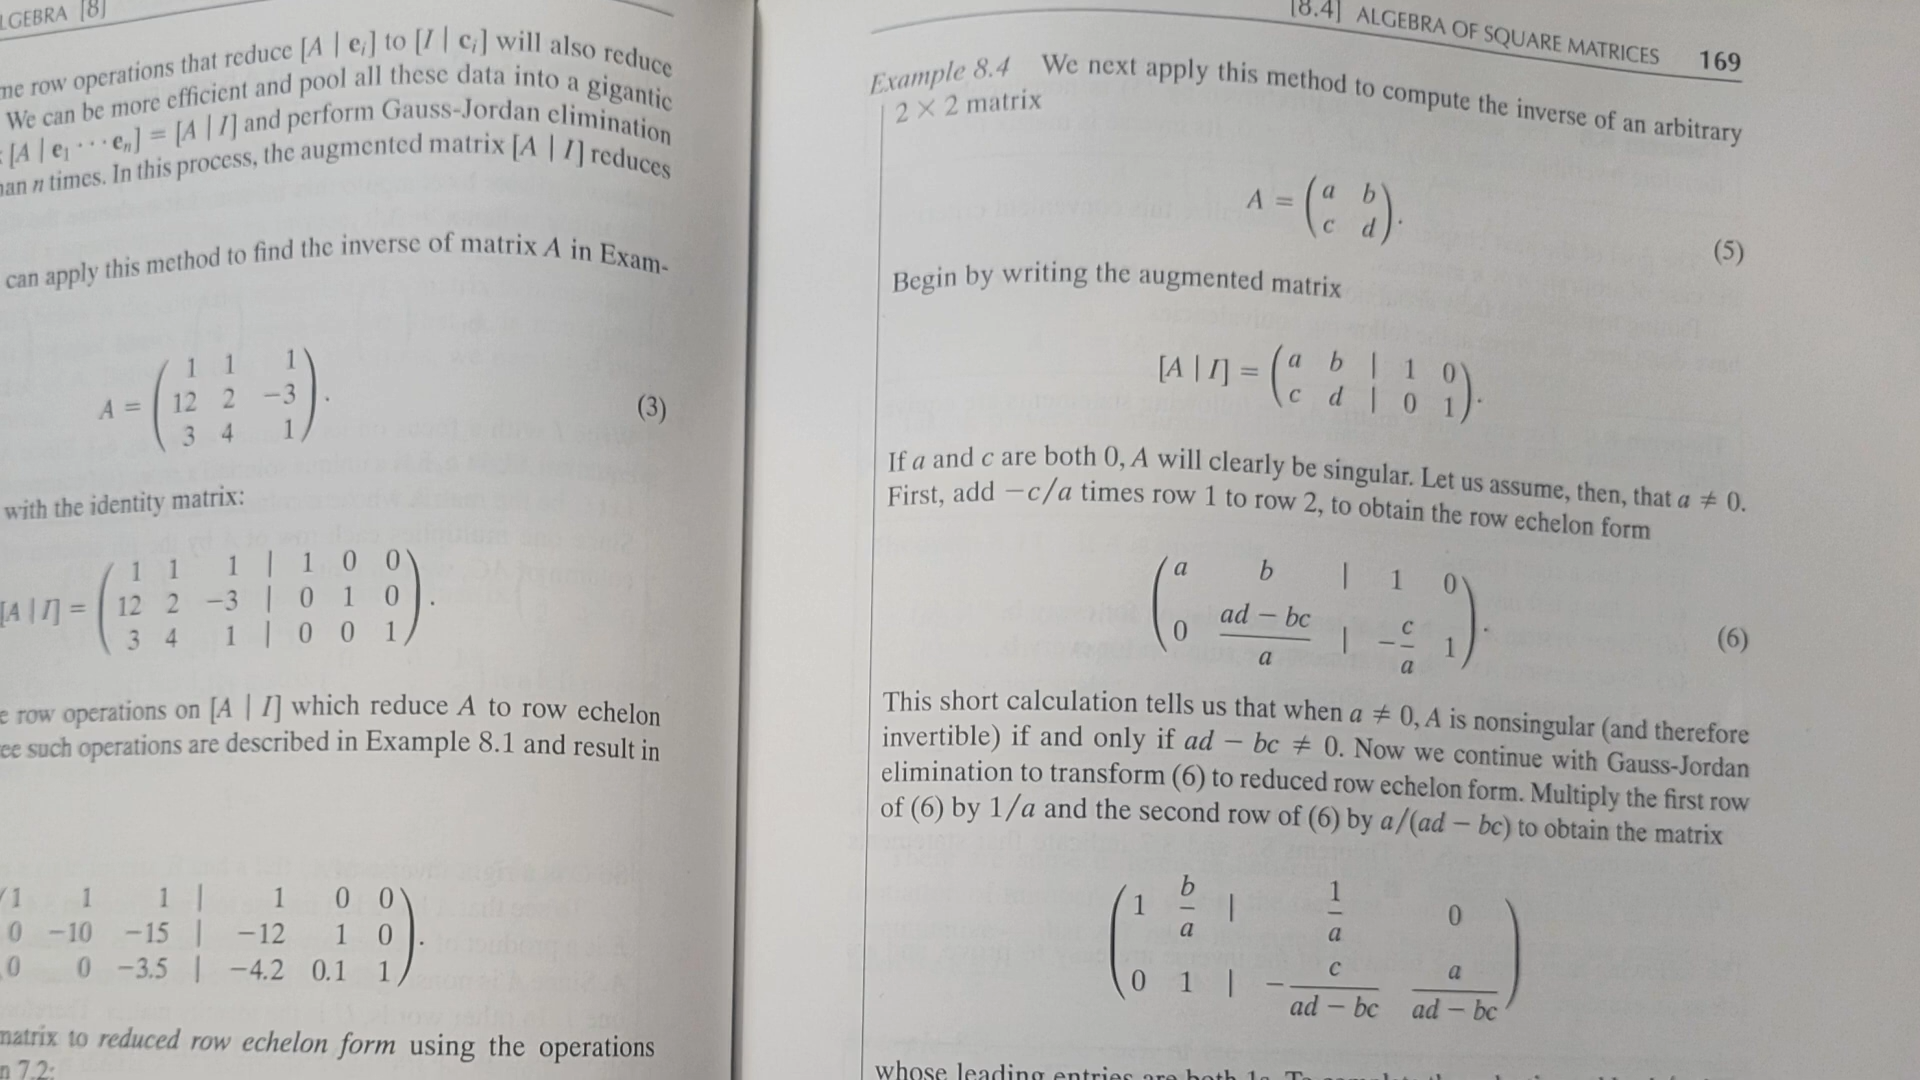 LGEBRA [8]
me row operations that reduce [A | eᵢ] to [I | cᵢ] will also reduce
We can be more efficient and pool all these data into a gigantic
[A | e₁ · · · eₙ] = [A | I] and perform Gauss-Jordan elimination
han n times. In this process, the augmented matrix [A | I] reduces
can apply this method to find the inverse of matrix A in Exam-
A = ( 1 1 1
12 2 −3
3 4 1 ). (3)
with the identity matrix:
[A | I] = ( 1 1 1 | 1 0 0
12 2 −3 | 0 1 0
3 4 1 | 0 0 1 ).
e row operations on [A | I] which reduce A to row echelon
ee such operations are described in Example 8.1 and result in
( 1 1 1 | 1 0 0
0 −10 −15 | −12 1 0
0 0 −3.5 | −4.2 0.1 1 ).
matrix to reduced row echelon form using the operations
n 7.2:
[8.4] ALGEBRA OF SQUARE MATRICES 169
Example 8.4 We next apply this method to compute the inverse of an arbitrary
2 × 2 matrix
A = ( a b
c d ). (5)
Begin by writing the augmented matrix
[A | I] = ( a b | 1 0
c d | 0 1 ).
If a and c are both 0, A will clearly be singular. Let us assume, then, that a ≠ 0.
First, add −c/a times row 1 to row 2, to obtain the row echelon form
( a b | 1 0
0 (ad − bc)/a | −c/a 1 ). (6)
This short calculation tells us that when a ≠ 0, A is nonsingular (and therefore
invertible) if and only if ad − bc ≠ 0. Now we continue with Gauss-Jordan
elimination to transform (6) to reduced row echelon form. Multiply the first row
of (6) by 1/a and the second row of (6) by a/(ad − bc) to obtain the matrix
( 1 b/a | 1/a 0
0 1 | −c/(ad − bc) a/(ad − bc) )
whose leading entries are both 1s. To